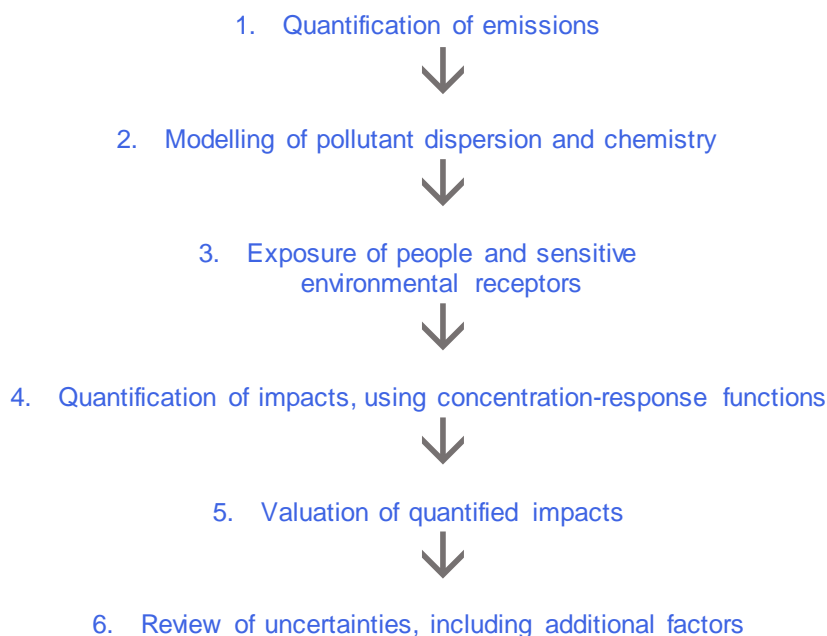 1. Quantification of emissions
2. Modelling of pollutant dispersion and chemistry
3. Exposure of people and sensitive
environmental receptors
4. Quantification of impacts, using concentration-response functions
5. Valuation of quantified impacts
6. Review of uncertainties, including additional factors